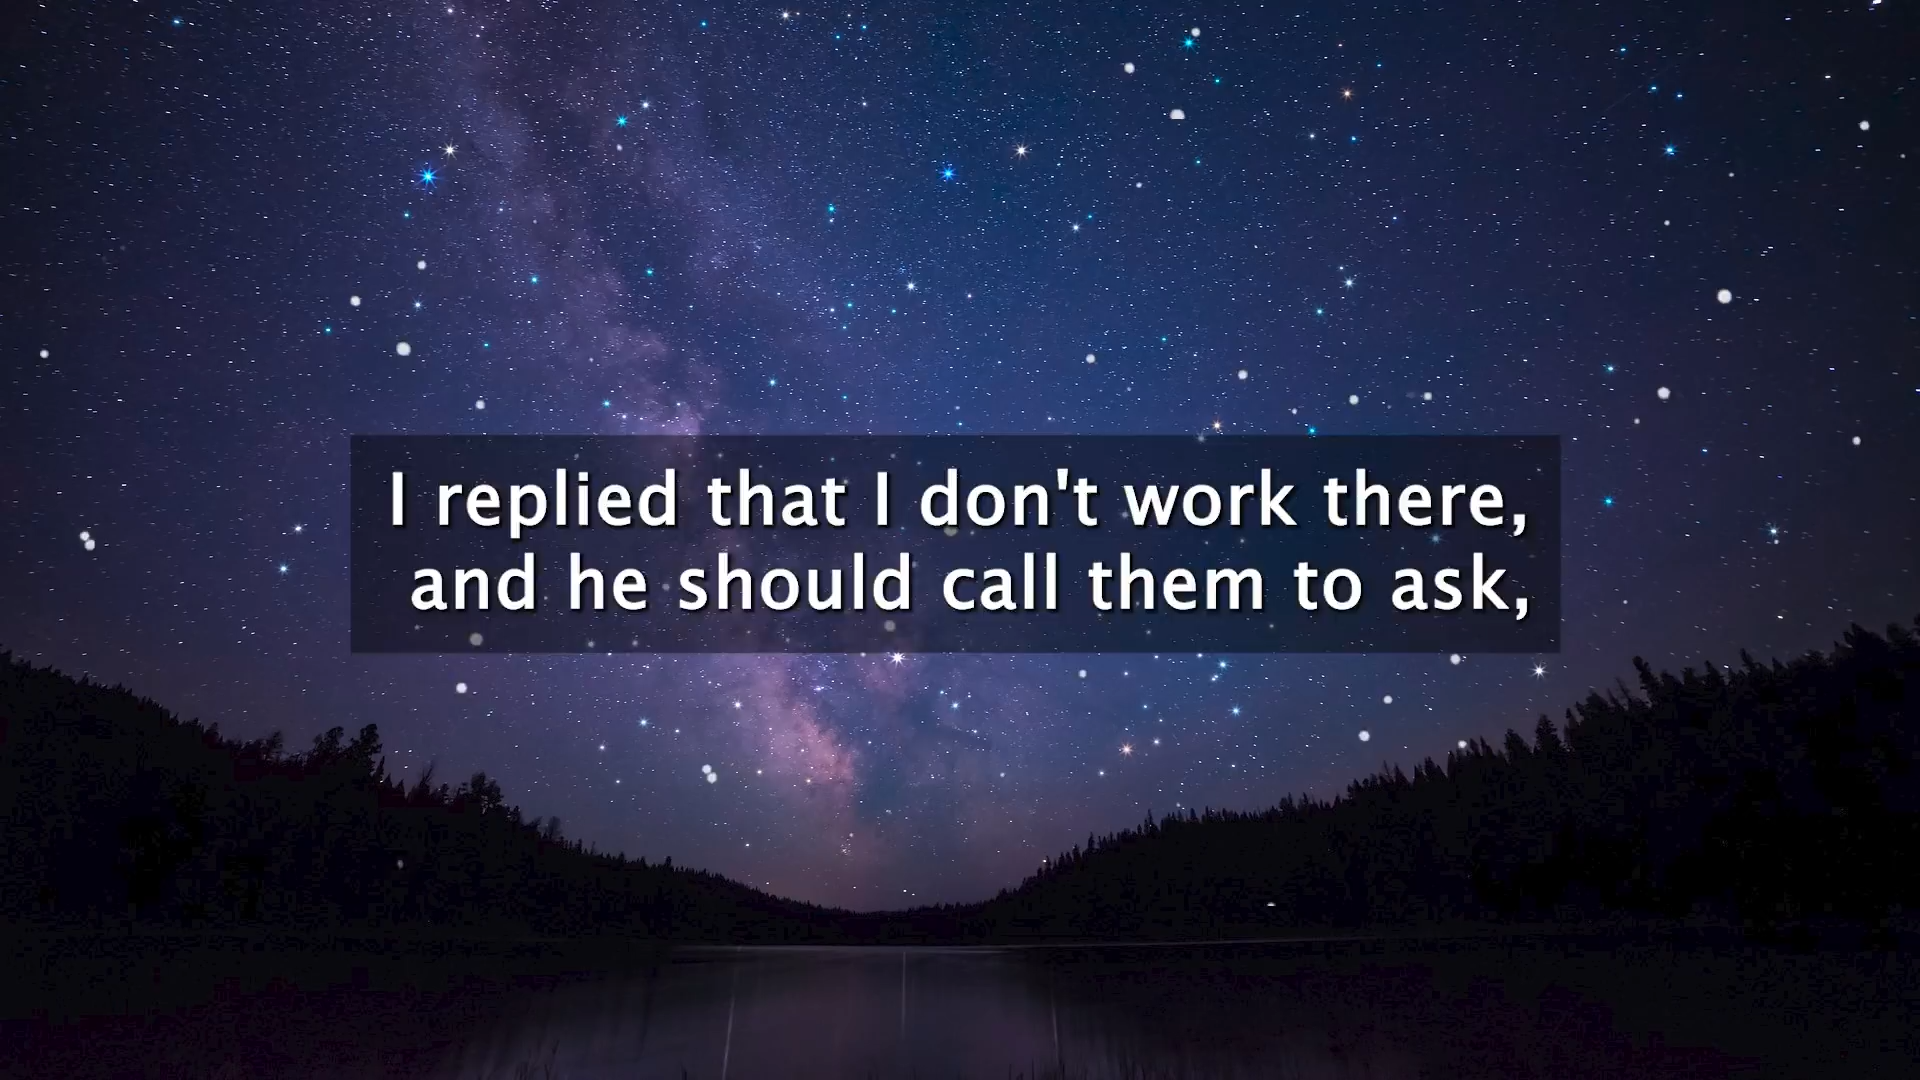 I replied that I don't work there,
and he should call them to ask,